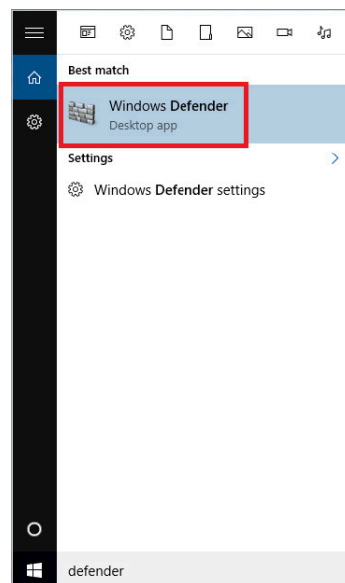 Best match
Windows Defender
Desktop app
Settings
Windows Defender settings
defender